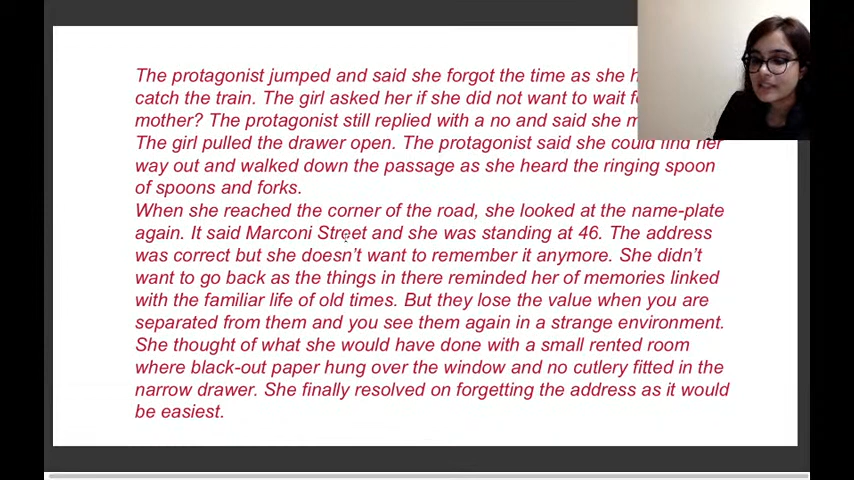 The protagonist jumped and said she forgot the time as she
catch the train. The girl asked her if she did not want to wait
mother? The protagonist still replied with a no and said she
The girl pulled the drawer open. The protagonist said she could find her
way out and walked down the passage as she heard the ringing spoon
of spoons and forks.
When she reached the corner of the road, she looked at the name-plate
again. It said Marconi Street and she was standing at 46. The address
was correct but she doesn’t want to remember it anymore. She didn’t
want to go back as the things in there reminded her of memories linked
with the familiar life of old times. But they lose the value when you are
separated from them and you see them again in a strange environment.
She thought of what she would have done with a small rented room
where black-out paper hung over the window and no cutlery fitted in the
narrow drawer. She finally resolved on forgetting the address as it would
be easiest.